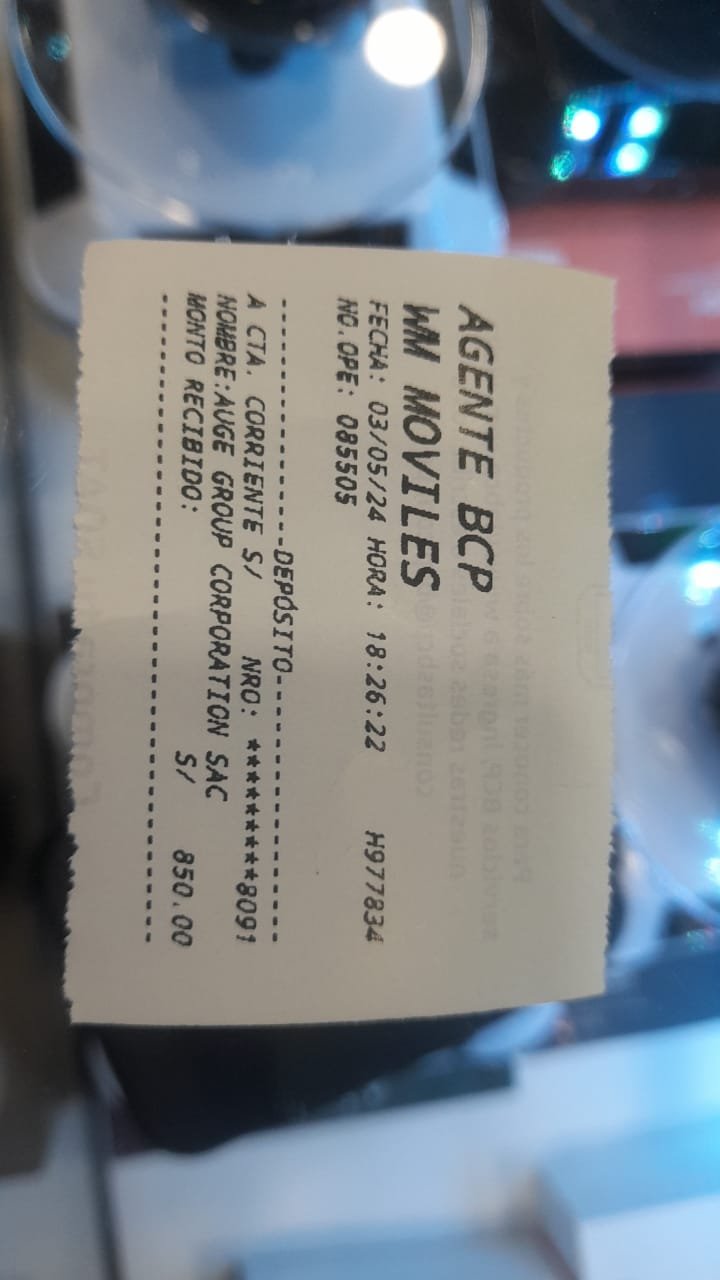 AGENTE BCP
WM MOVILES
FECHA: 03/05/24 HORA: 18:26:22 H977834
NO.OPE: 085505
--------------------DEPÓSITO--------------------
A CTA. CORRIENTE S/ NRO: **********8091
NOMBRE:AUGE GROUP CORPORATION SAC
MONTO RECIBIDO: S/ 850.00
------------------------------------------------